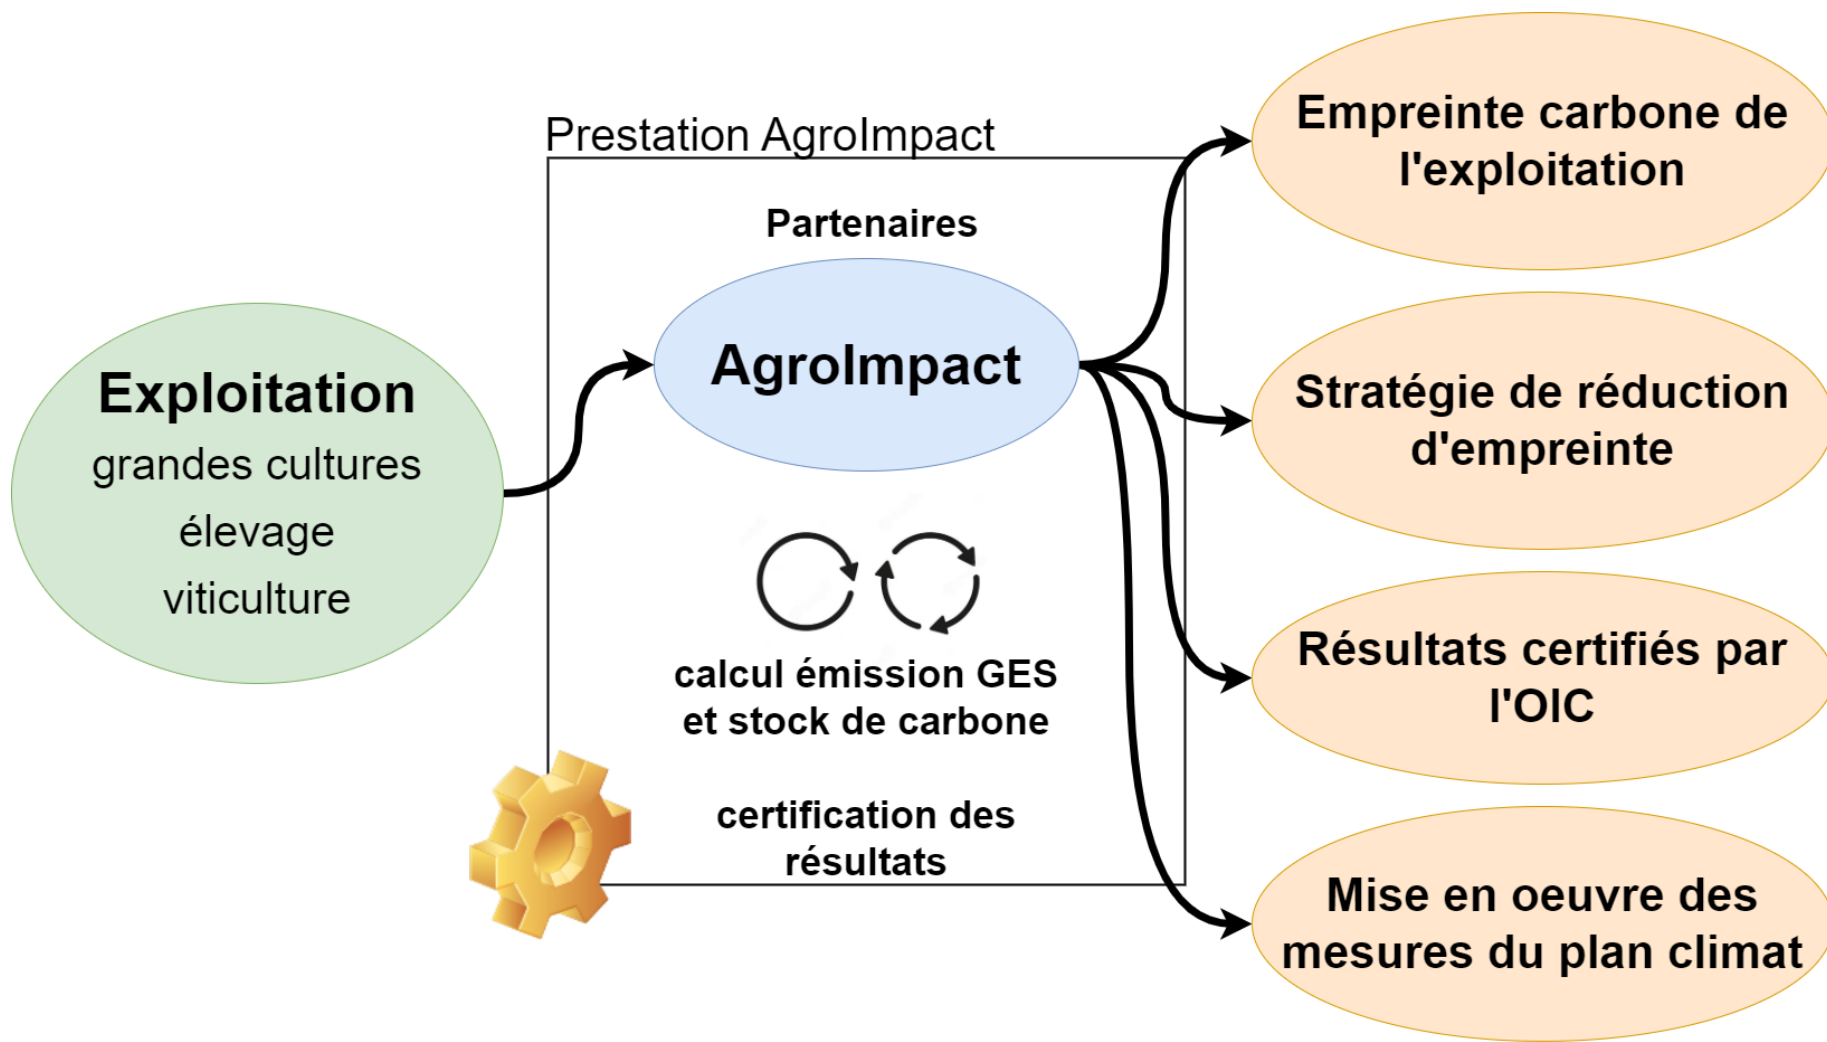 Prestation AgroImpact
Partenaires
AgroImpact
Exploitation
grandes cultures
élevage
viticulture
calcul émission GES
et stock de carbone
certification des
résultats
Empreinte carbone de
l'exploitation
Stratégie de réduction
d'empreinte
Résultats certifiés par
l'OIC
Mise en oeuvre des
mesures du plan climat